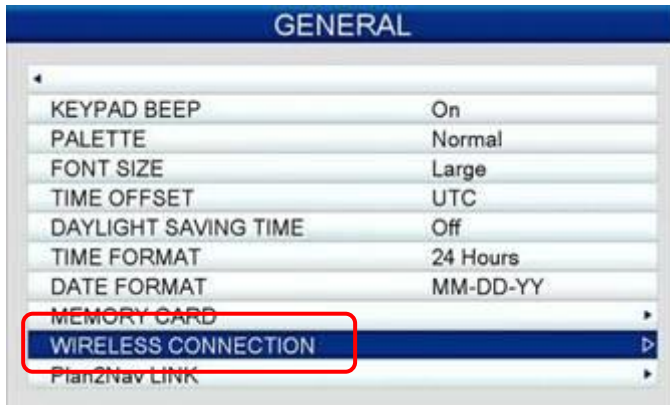 GENERAL
KEYPAD BEEP On
PALETTE Normal
FONT SIZE Large
TIME OFFSET UTC
DAYLIGHT SAVING TIME Off
TIME FORMAT 24 Hours
DATE FORMAT MM-DD-YY
MEMORY CARD
WIRELESS CONNECTION
Plan2Nav LINK